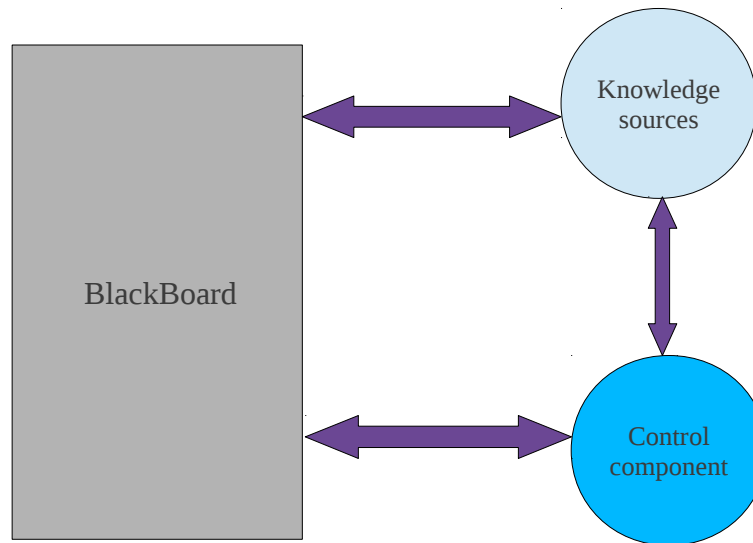 Knowledge
sources
BlackBoard
Control
component